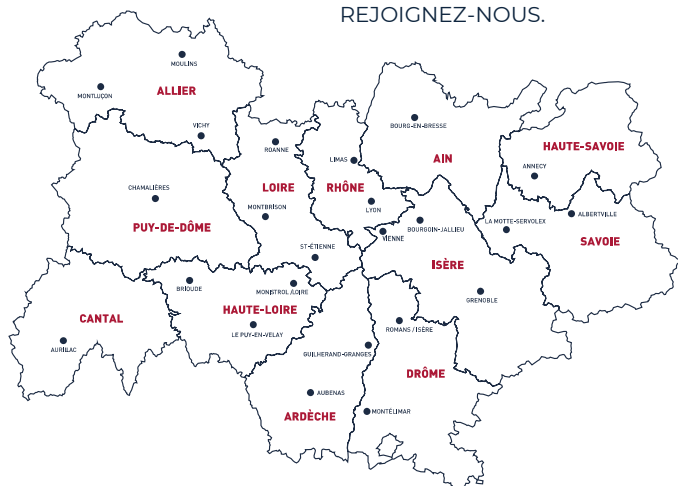 REJOIGNEZ-NOUS.
MOULINS
ALLIER
MONTLUÇON
VICHY
BOURG-EN-BRESSE
ROANNE
HAUTE-SAVOIE
LIMAS
AIN
ANNECY
CHAMALIÈRES
LOIRE
RHÔNE
MONTBRISON
LYON
ALBERTVILLE
LA MOTTE-SERVOLEX
BOURGOIN-JALLIEU
PUY-DE-DÔME
VIENNE
SAVOIE
ST-ÉTIENNE
ISÈRE
BRIOUDE
MONISTROL/LOIRE
GRENOBLE
HAUTE-LOIRE
CANTAL
ROMANS / ISÈRE
LE PUY-EN-VELAY
AURILLAC
GUILHERAND-GRANGES
DRÔME
AUBENAS
MONTÉLIMAR
ARDÈCHE